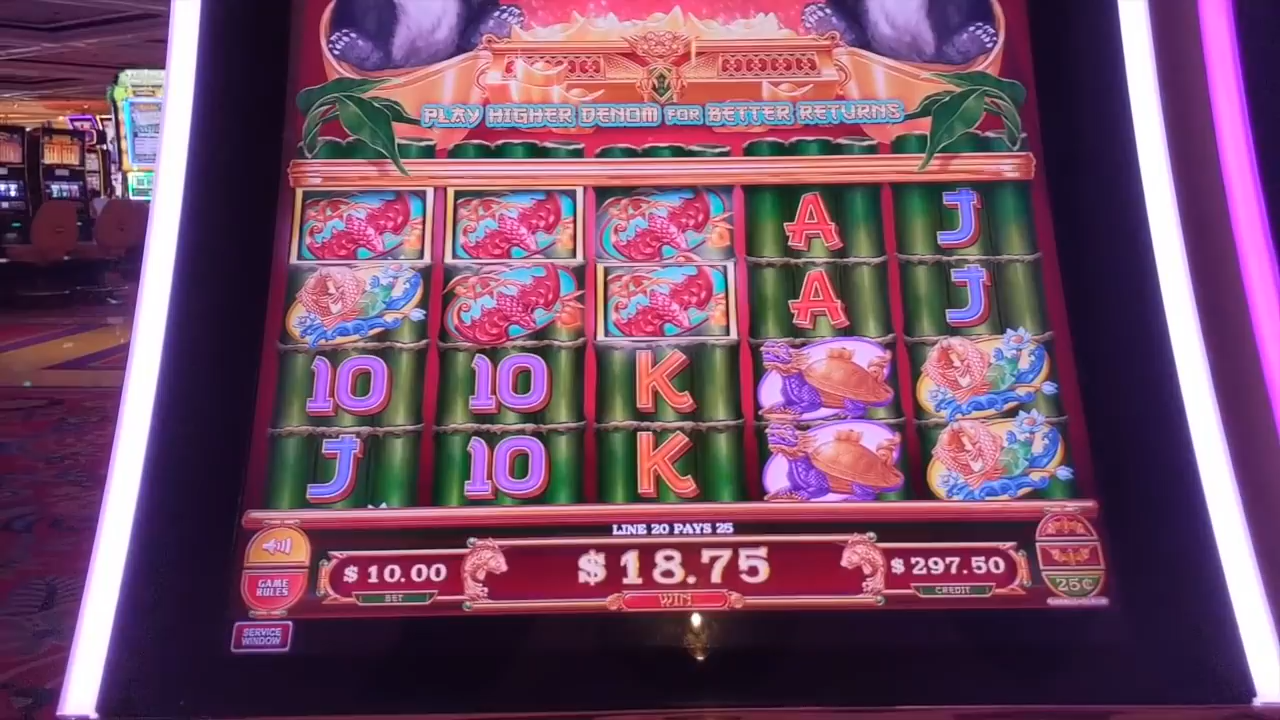 PLAY HIGHER DENOM FOR BETTER RETURNS
A J
A J
10 10 K
J 10 K
LINE 20 PAYS 25
$10.00 $18.75 $297.50
BET WIN CREDIT
GAME RULES
25¢
SERVICE WINDOW